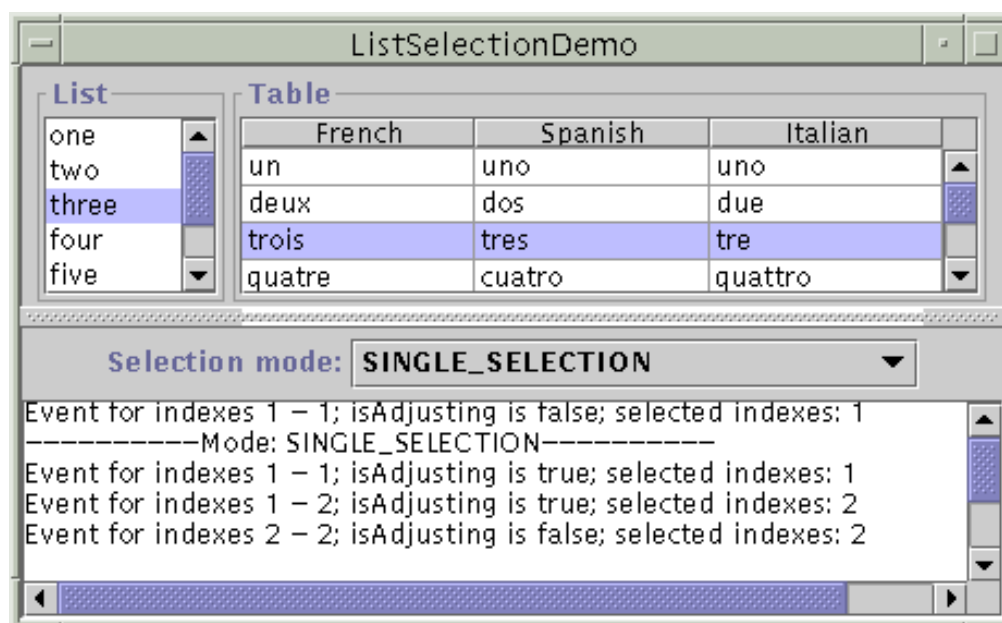 ListSelectionDemo
List
one
two
three
four
five
Table
French Spanish Italian
un uno uno
deux dos due
trois tres tre
quatre cuatro quattro
Selection mode: SINGLE_SELECTION
Event for indexes 1 – 1; isAdjusting is false; selected indexes: 1
----------Mode: SINGLE_SELECTION----------
Event for indexes 1 – 1; isAdjusting is true; selected indexes: 1
Event for indexes 1 – 2; isAdjusting is true; selected indexes: 2
Event for indexes 2 – 2; isAdjusting is false; selected indexes: 2